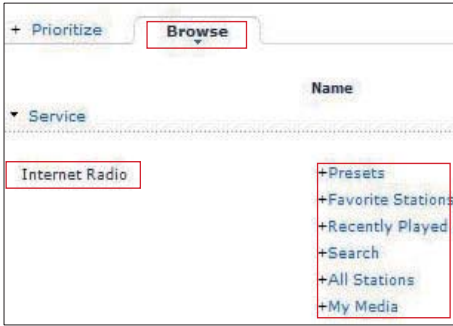 + Prioritize Browse
Name
Service
Internet Radio +Presets
+Favorite Stations
+Recently Played
+Search
+All Stations
+My Media